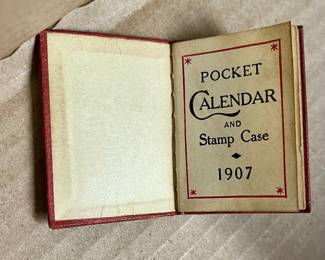 POCKET
CALENDAR
AND
Stamp Case
1907